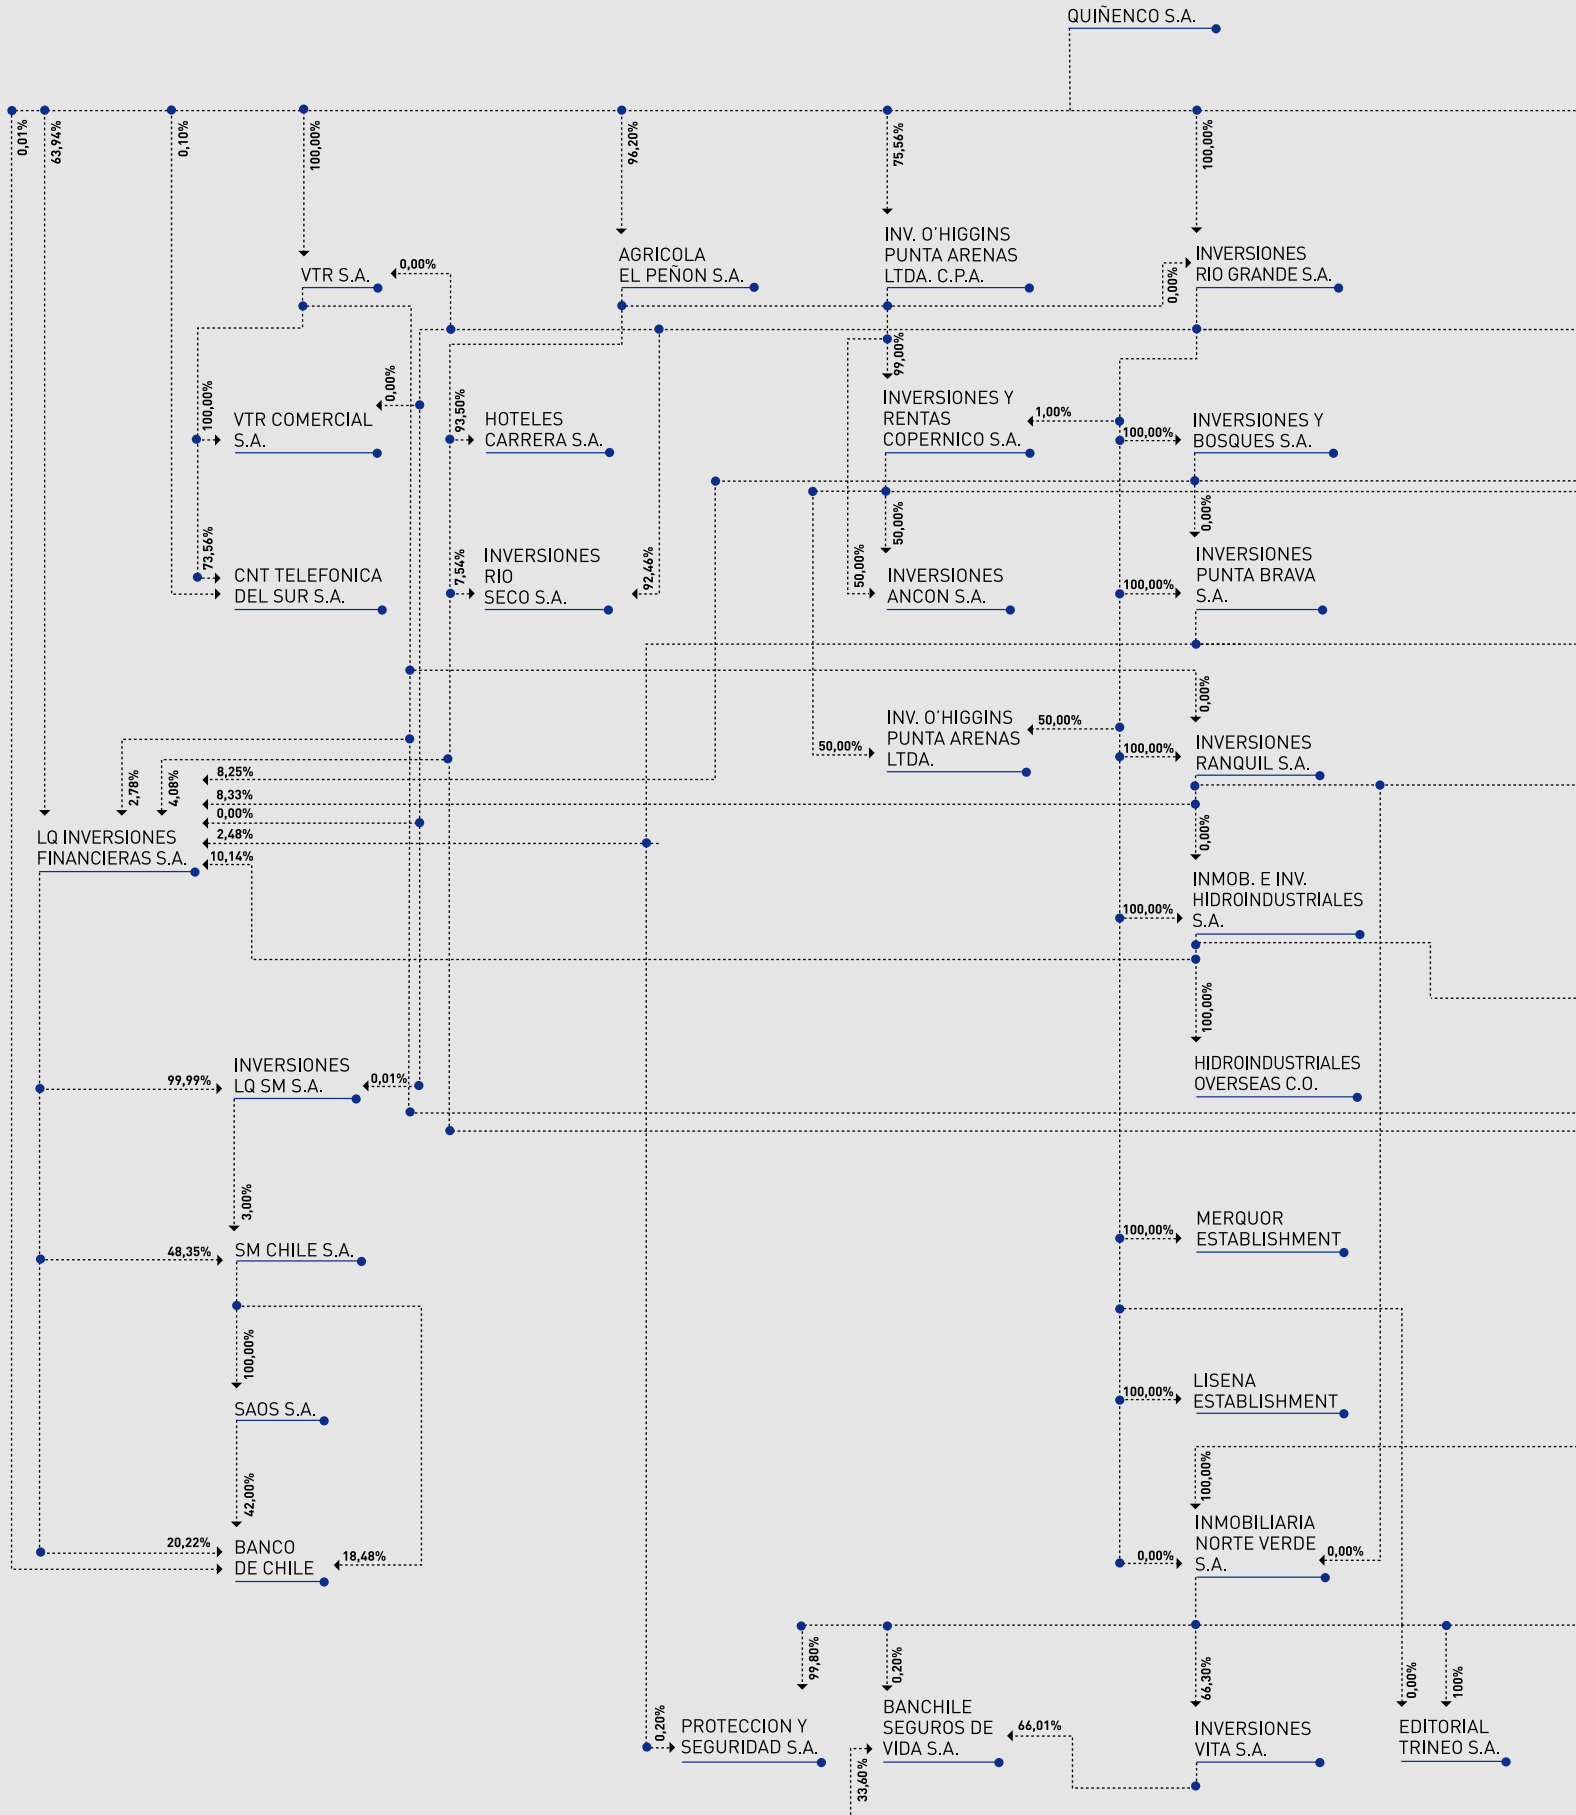 QUIÑENCO S.A.
0,01%
63,94%
0,10%
100,00%
96,20%
75,56%
100,00%
VTR S.A.
0,00%
AGRICOLA
EL PEÑON S.A.
INV. O'HIGGINS
PUNTA ARENAS
LTDA. C.P.A.
0,00%
INVERSIONES
RIO GRANDE S.A.
100,00%
VTR COMERCIAL
S.A.
0,00%
93,50%
HOTELES
CARRERA S.A.
99,00%
INVERSIONES Y
RENTAS
COPERNICO S.A.
1,00%
100,00%
INVERSIONES Y
BOSQUES S.A.
73,56%
CNT TELEFONICA
DEL SUR S.A.
7,54%
INVERSIONES
RIO
SECO S.A.
92,46%
50,00%
50,00%
INVERSIONES
ANCON S.A.
0,00%
100,00%
INVERSIONES
PUNTA BRAVA
S.A.
50,00%
INV. O'HIGGINS
PUNTA ARENAS
LTDA.
50,00%
0,00%
100,00%
INVERSIONES
RANQUIL S.A.
2,78%
4,08%
8,25%
8,33%
0,00%
2,48%
10,14%
LQ INVERSIONES
FINANCIERAS S.A.
0,00%
100,00%
INMOB. E INV.
HIDROINDUSTRIALES
S.A.
100,00%
HIDROINDUSTRIALES
OVERSEAS C.O.
99,99%
INVERSIONES
LQ SM S.A.
0,01%
3,00%
48,35%
SM CHILE S.A.
100,00%
MERQUOR
ESTABLISHMENT
100,00%
SAOS S.A.
100,00%
LISENA
ESTABLISHMENT
42,00%
20,22%
BANCO
DE CHILE
18,48%
100,00%
0,00%
INMOBILIARIA
NORTE VERDE
S.A.
0,00%
99,80%
0,20%
66,30%
0,00%
100%
0,20%
PROTECCION Y
SEGURIDAD S.A.
33,60%
BANCHILE
SEGUROS DE
VIDA S.A.
66,01%
INVERSIONES
VITA S.A.
EDITORIAL
TRINEO S.A.